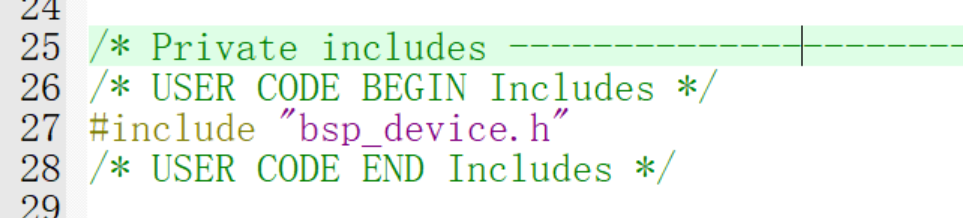 24
25 /* Private includes -----------------------
26 /* USER CODE BEGIN Includes */
27 #include "bsp_device.h"
28 /* USER CODE END Includes */
29